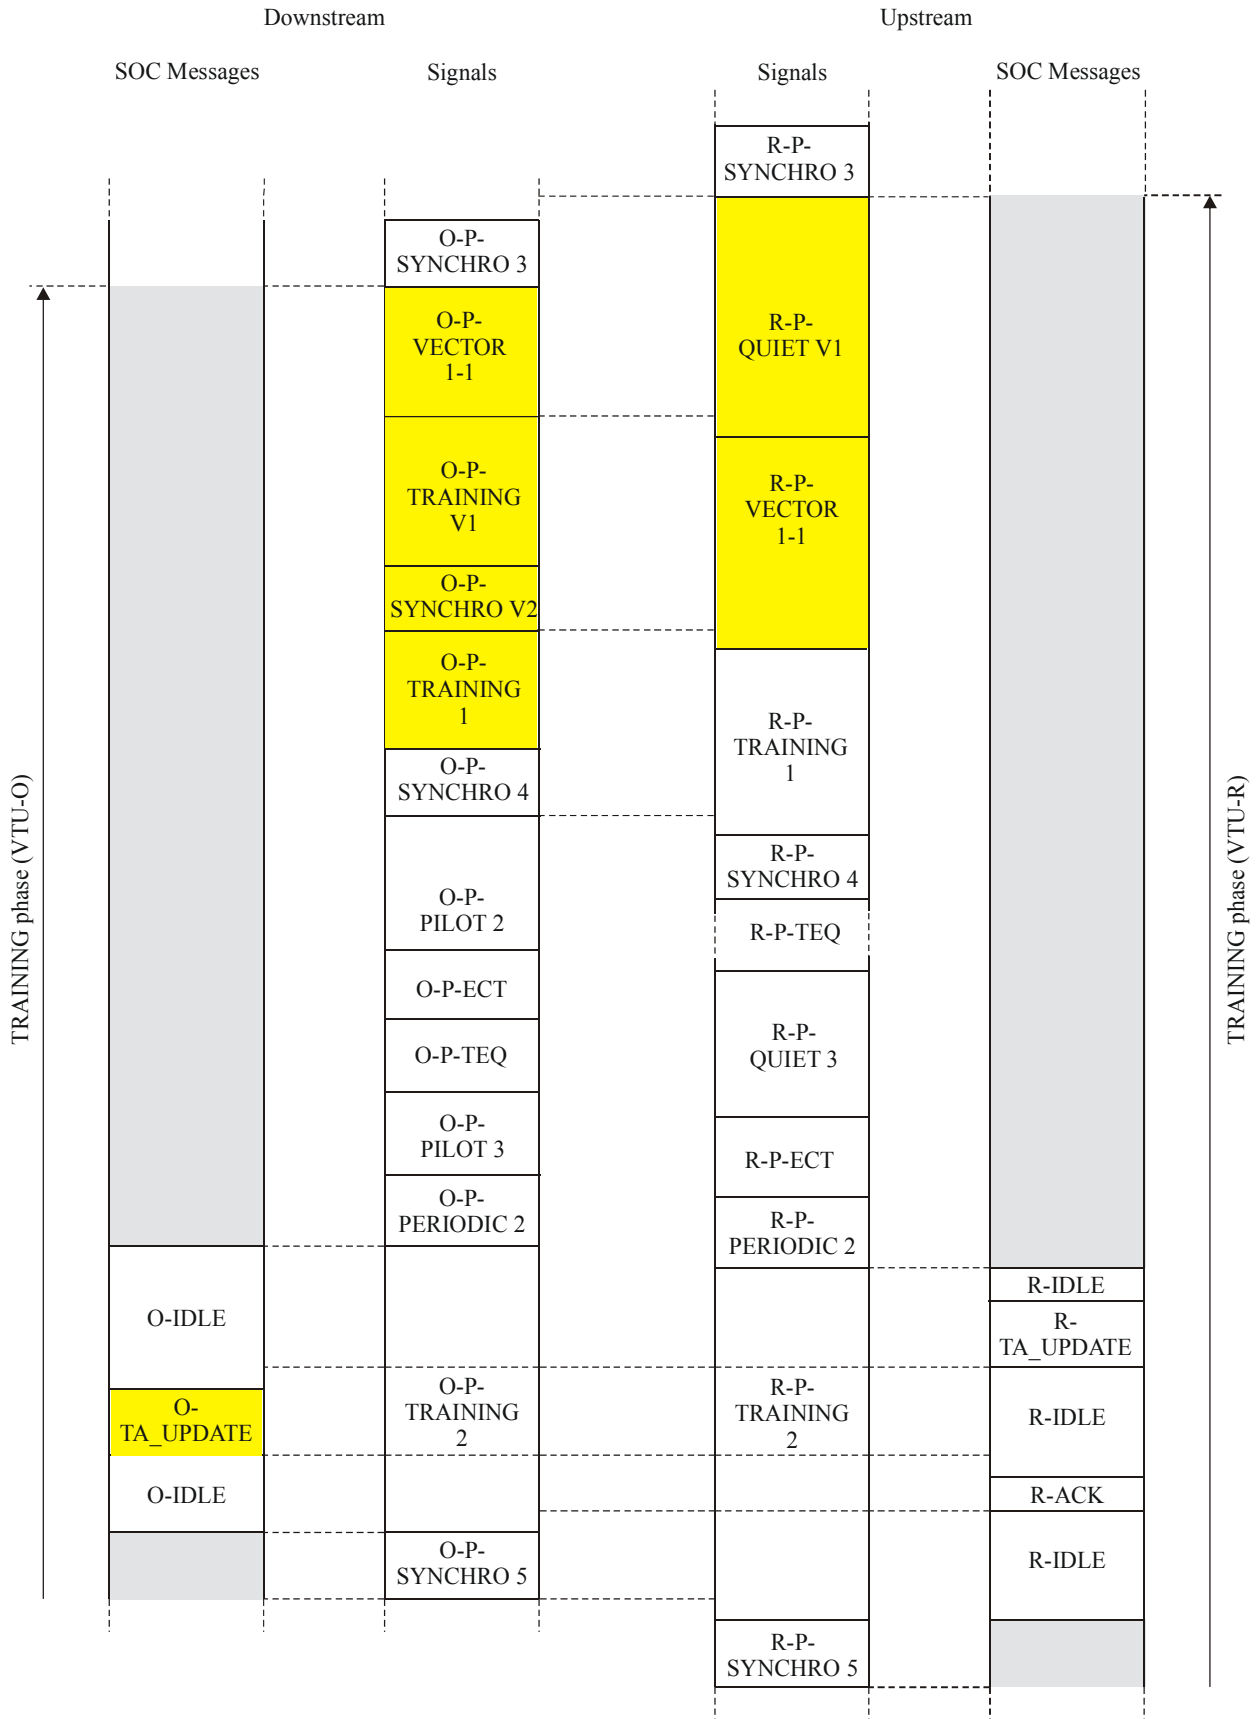 Downstream
Upstream
SOC Messages
Signals
Signals
SOC Messages
TRAINING phase (VTU-O)
O-IDLE
O-
TA_UPDATE
O-IDLE
O-P-
SYNCHRO 3
O-P-
VECTOR
1-1
O-P-
TRAINING
V1
O-P-
SYNCHRO V2
O-P-
TRAINING
1
O-P-
SYNCHRO 4
O-P-
PILOT 2
O-P-ECT
O-P-TEQ
O-P-
PILOT 3
O-P-
PERIODIC 2
O-P-
TRAINING
2
O-P-
SYNCHRO 5
R-P-
SYNCHRO 3
R-P-
QUIET V1
R-P-
VECTOR
1-1
R-P-
TRAINING
1
R-P-
SYNCHRO 4
R-P-TEQ
R-P-
QUIET 3
R-P-ECT
R-P-
PERIODIC 2
R-P-
TRAINING
2
R-P-
SYNCHRO 5
R-IDLE
R-
TA_UPDATE
R-IDLE
R-ACK
R-IDLE
TRAINING phase (VTU-R)